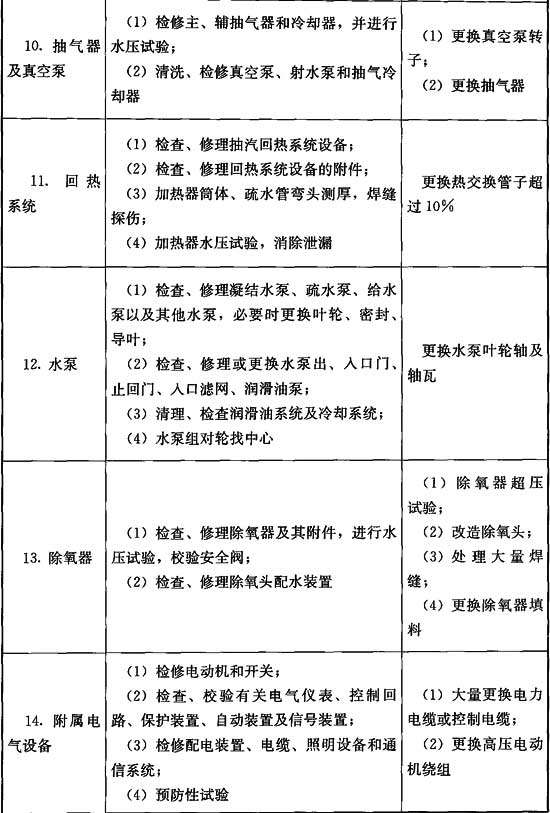 10. 抽气器
及真空泵
(1) 检修主、辅抽气器和冷却器，并进行
水压试验；
(2) 清洗、检修真空泵、射水泵和抽气冷
却器
(1) 更换真空泵转
子；
(2) 更换抽气器
11. 回热
系统
(1) 检查、修理抽汽回热系统设备；
(2) 检查、修理回热系统设备的附件；
(3) 加热器筒体、疏水管弯头测厚，焊缝
探伤；
(4) 加热器水压试验，消除泄漏
更换热交换管子超
过10%
12. 水泵
(1) 检查、修理凝结水泵、疏水泵、给水
泵以及其他水泵，必要时更换叶轮、密封、
导叶；
(2) 检查、修理或更换水泵出、入口门、
止回门、入口滤网、润滑油泵；
(3) 清理、检查润滑油系统及冷却系统；
(4) 水泵组对轮找中心
更换水泵叶轮轴及
轴瓦
13. 除氧器
(1) 检查、修理除氧器及其附件，进行水
压试验，校验安全阀；
(2) 检查、修理除氧头配水装置
(1) 除氧器超压
试验；
(2) 改造除氧头；
(3) 处理大量焊
缝；
(4) 更换除氧器填
料
14. 附属电
气设备
(1) 检修电动机和开关；
(2) 检查、校验有关电气仪表、控制回
路、保护装置、自动装置及信号装置；
(3) 检修配电装置、电缆、照明设备和通
信系统；
(4) 预防性试验
(1) 大量更换电力
电缆或控制电缆；
(2) 更换高压电动
机绕组